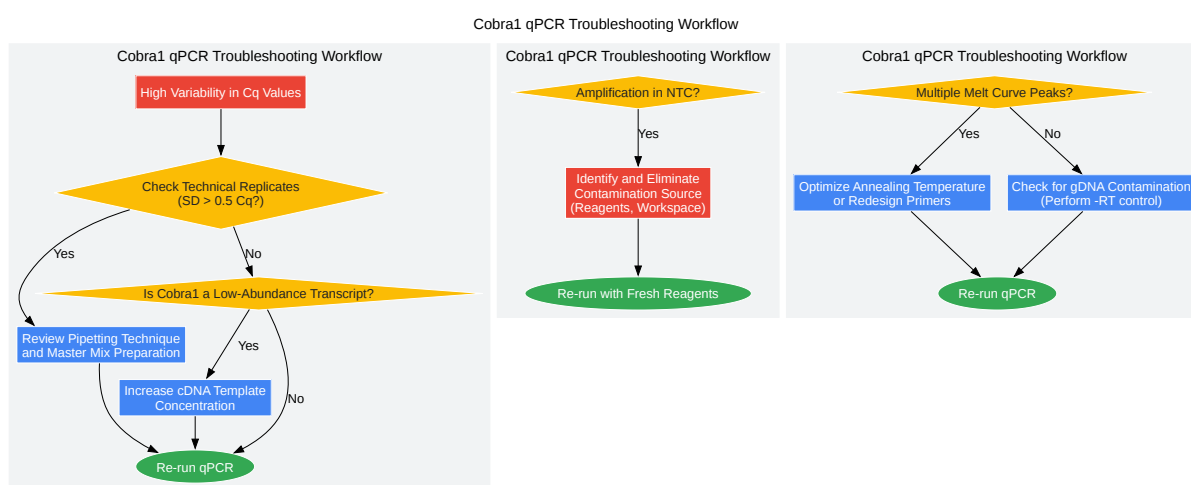 Cobra1 qPCR Troubleshooting Workflow
Cobra1 qPCR Troubleshooting Workflow
High Variability in Cq Values
Check Technical Replicates
(SD > 0.5 Cq?)
Yes
No
Is Cobra1 a Low-Abundance Transcript?
Review Pipetting Technique
and Master Mix Preparation
Yes
Increase cDNA Template
Concentration
No
Re-run qPCR
Cobra1 qPCR Troubleshooting Workflow
Amplification in NTC?
Yes
Identify and Eliminate
Contamination Source
(Reagents, Workspace)
Re-run with Fresh Reagents
Cobra1 qPCR Troubleshooting Workflow
Multiple Melt Curve Peaks?
Yes
No
Optimize Annealing Temperature
or Redesign Primers
Check for gDNA Contamination
(Perform -RT control)
Re-run qPCR